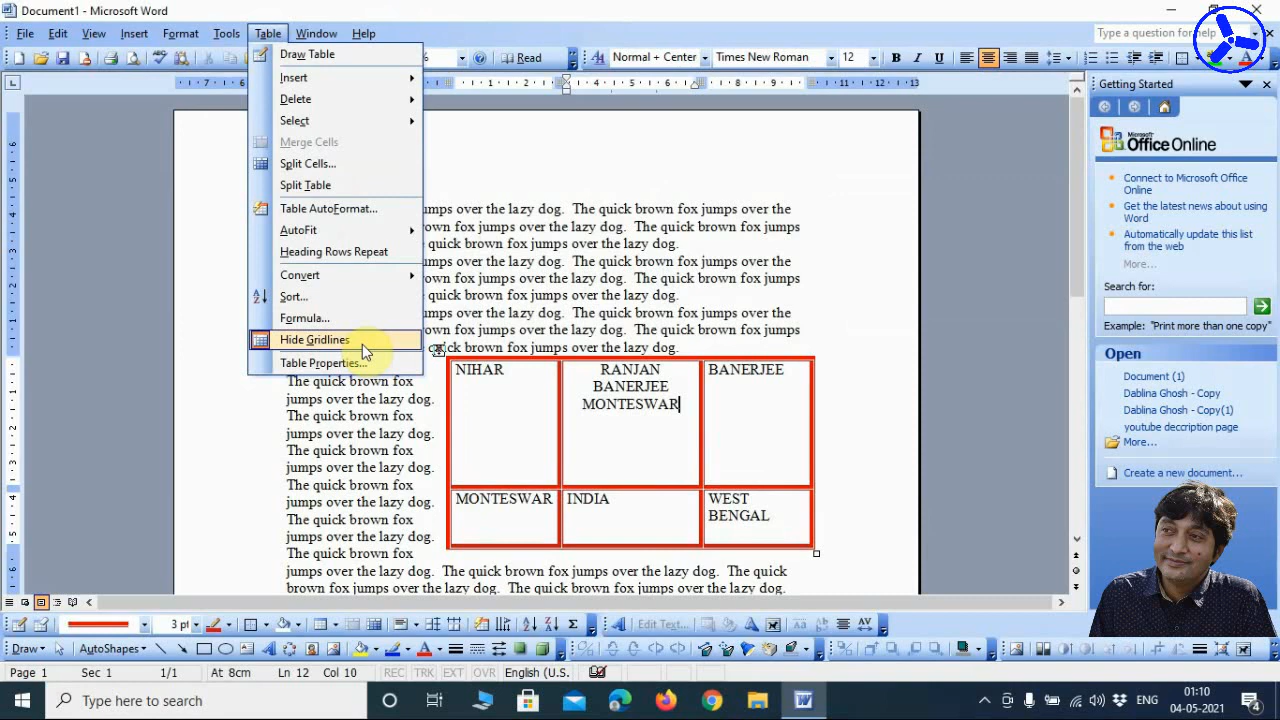 Document1 - Microsoft Word
File Edit View Insert Format Tools Table Window Help
Type a question for help
Read
Normal + Center
Times New Roman
12
B I U
Draw Table
Insert
Delete
Select
Merge Cells
Split Cells...
Split Table
Table AutoFormat...
AutoFit
Heading Rows Repeat
Convert
Sort...
Formula...
Hide Gridlines
Table Properties...
umps over the lazy dog. The quick brown fox jumps over the
own fox jumps over the lazy dog. The quick brown fox jumps
quick brown fox jumps over the lazy dog.
umps over the lazy dog. The quick brown fox jumps over the
own fox jumps over the lazy dog. The quick brown fox jumps
quick brown fox jumps over the lazy dog.
umps over the lazy dog. The quick brown fox jumps over the
own fox jumps over the lazy dog. The quick brown fox jumps
quick brown fox jumps over the lazy dog.
The quick brown fox
jumps over the lazy dog.
The quick brown fox
jumps over the lazy dog.
The quick brown fox
jumps over the lazy dog.
The quick brown fox
jumps over the lazy dog.
The quick brown fox
jumps over the lazy dog.
The quick brown fox
jumps over the lazy dog. The quick brown fox jumps over the lazy dog. The quick
brown fox jumps over the lazy dog. The quick brown fox jumps over the lazy dog.
NIHAR
RANJAN
BANERJEE
MONTESWAR
BANERJEE
MONTESWAR
INDIA
WEST
BENGAL
Getting Started
Microsoft
Office Online
Connect to Microsoft Office
Online
Get the latest news about using
Word
Automatically update this list
from the web
More...
Search for:
Example: "Print more than one copy"
Open
Document (1)
Dablina Ghosh - Copy
Dablina Ghosh - Copy(1)
youtube deccription page
More...
Create a new document...
3 pt
Edit Text...
Draw
AutoShapes
Page 1 Sec 1 1/1 At 8cm Ln 12 Col 10 REC TRK EXT OVR English (U.S.
Type here to search
ENG
01:10
04-05-2021